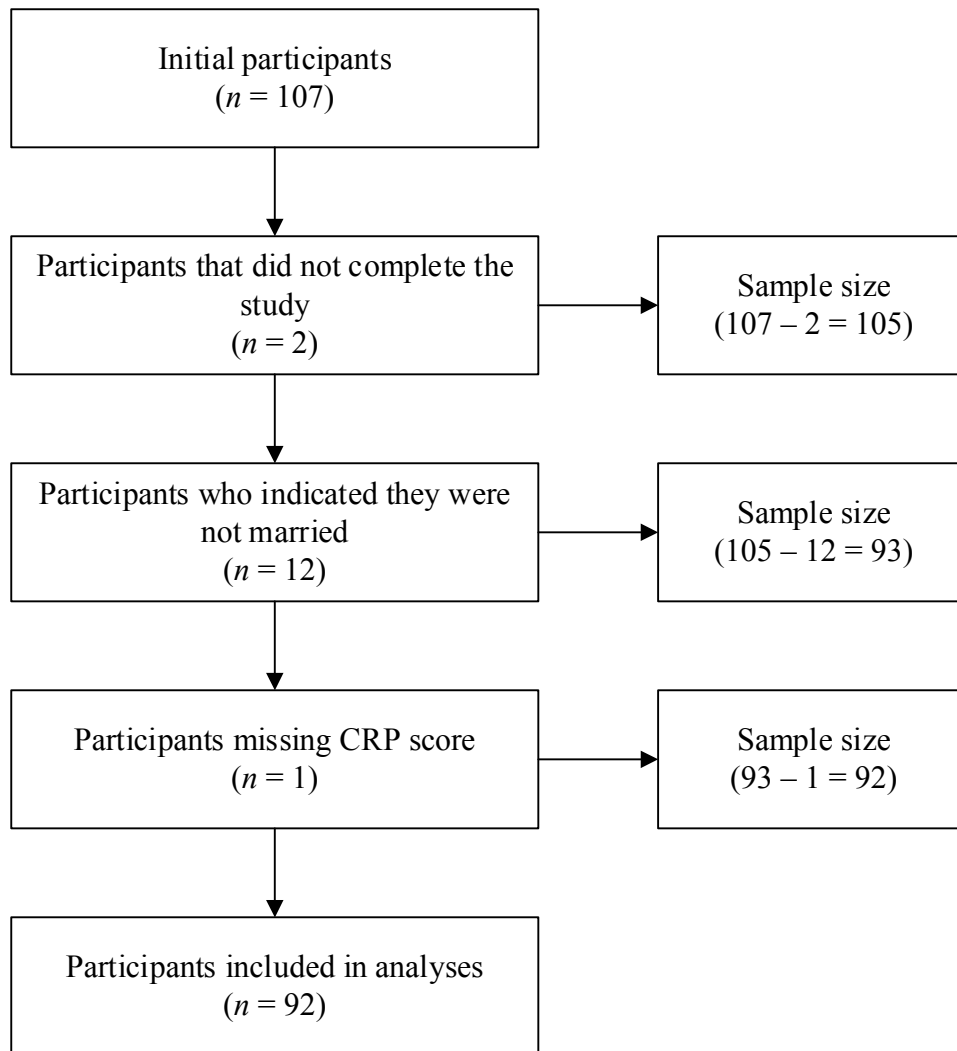 Initial participants
(n = 107)
Participants that did not complete the
study
(n = 2)
Sample size
(107 – 2 = 105)
Participants who indicated they were
not married
(n = 12)
Sample size
(105 – 12 = 93)
Participants missing CRP score
(n = 1)
Sample size
(93 – 1 = 92)
Participants included in analyses
(n = 92)